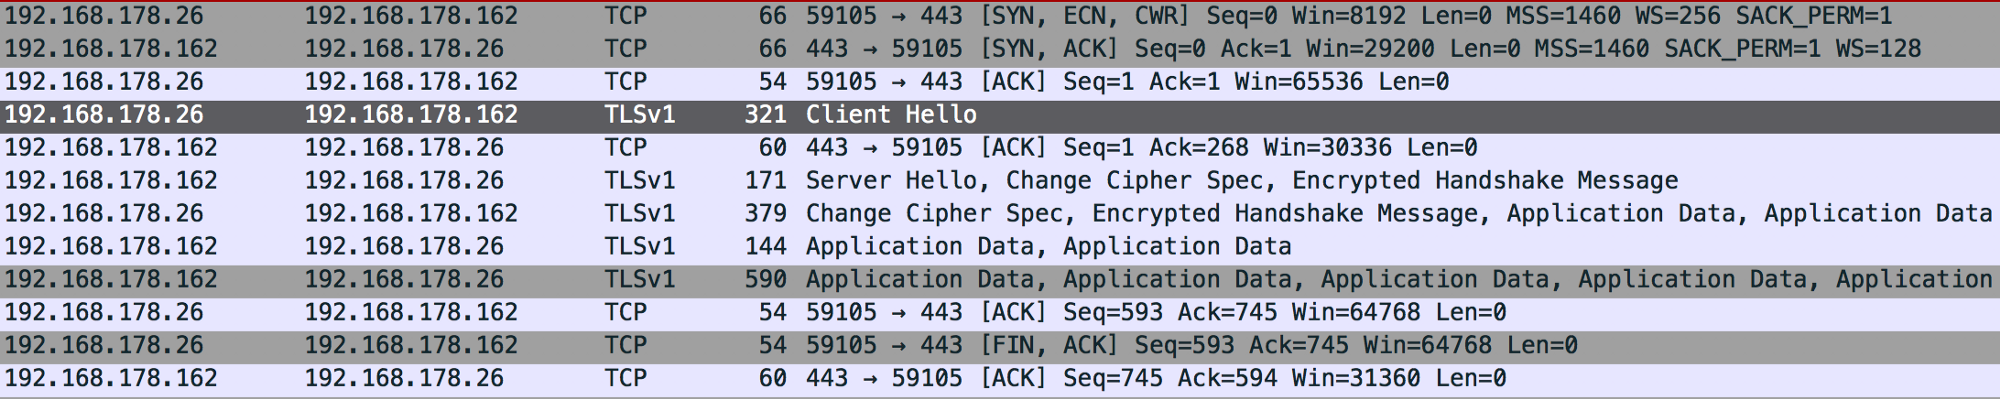 192.168.178.26 192.168.178.162 TCP 66 59105 → 443 [SYN, ECN, CWR] Seq=0 Win=8192 Len=0 MSS=1460 WS=256 SACK_PERM=1
192.168.178.162 192.168.178.26 TCP 66 443 → 59105 [SYN, ACK] Seq=0 Ack=1 Win=29200 Len=0 MSS=1460 SACK_PERM=1 WS=128
192.168.178.26 192.168.178.162 TCP 54 59105 → 443 [ACK] Seq=1 Ack=1 Win=65536 Len=0
192.168.178.26 192.168.178.162 TLSv1 321 Client Hello
192.168.178.162 192.168.178.26 TCP 60 443 → 59105 [ACK] Seq=1 Ack=268 Win=30336 Len=0
192.168.178.162 192.168.178.26 TLSv1 171 Server Hello, Change Cipher Spec, Encrypted Handshake Message
192.168.178.26 192.168.178.162 TLSv1 379 Change Cipher Spec, Encrypted Handshake Message, Application Data, Application Data
192.168.178.162 192.168.178.26 TLSv1 144 Application Data, Application Data
192.168.178.162 192.168.178.26 TLSv1 590 Application Data, Application Data, Application Data, Application Data, Application
192.168.178.26 192.168.178.162 TCP 54 59105 → 443 [ACK] Seq=593 Ack=745 Win=64768 Len=0
192.168.178.26 192.168.178.162 TCP 54 59105 → 443 [FIN, ACK] Seq=593 Ack=745 Win=64768 Len=0
192.168.178.162 192.168.178.26 TCP 60 443 → 59105 [ACK] Seq=745 Ack=594 Win=31360 Len=0